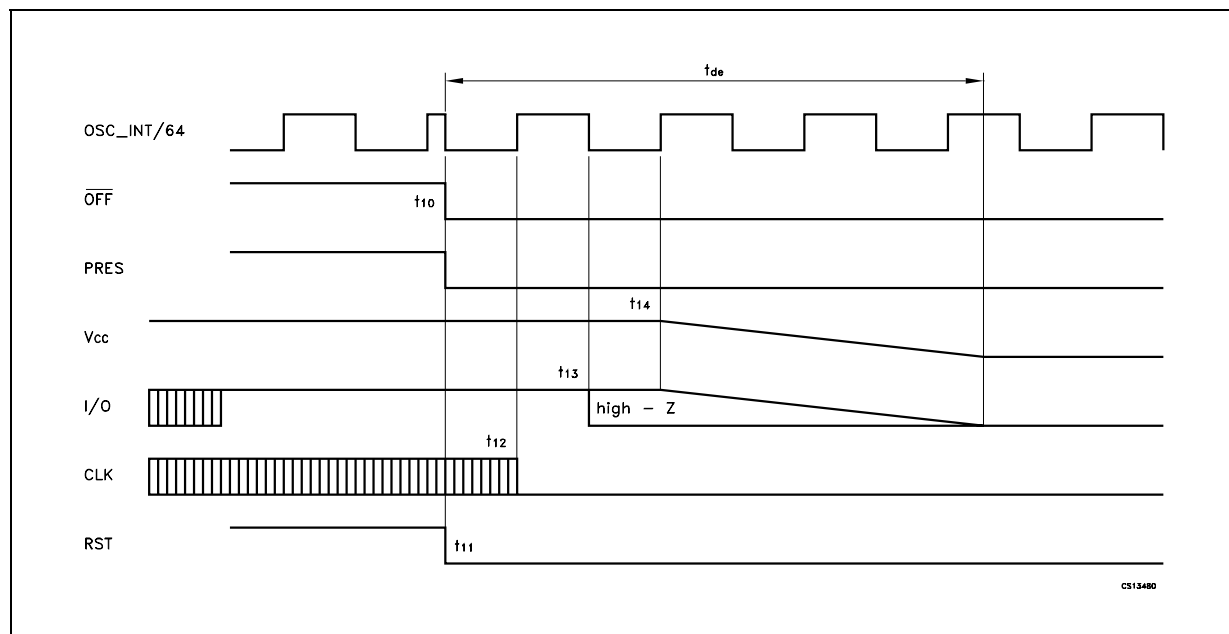 tde
OSC_INT/64
OFF
t10
PRES
t14
Vcc
t13
I/O
high - Z
t12
CLK
RST
t11
CS13480